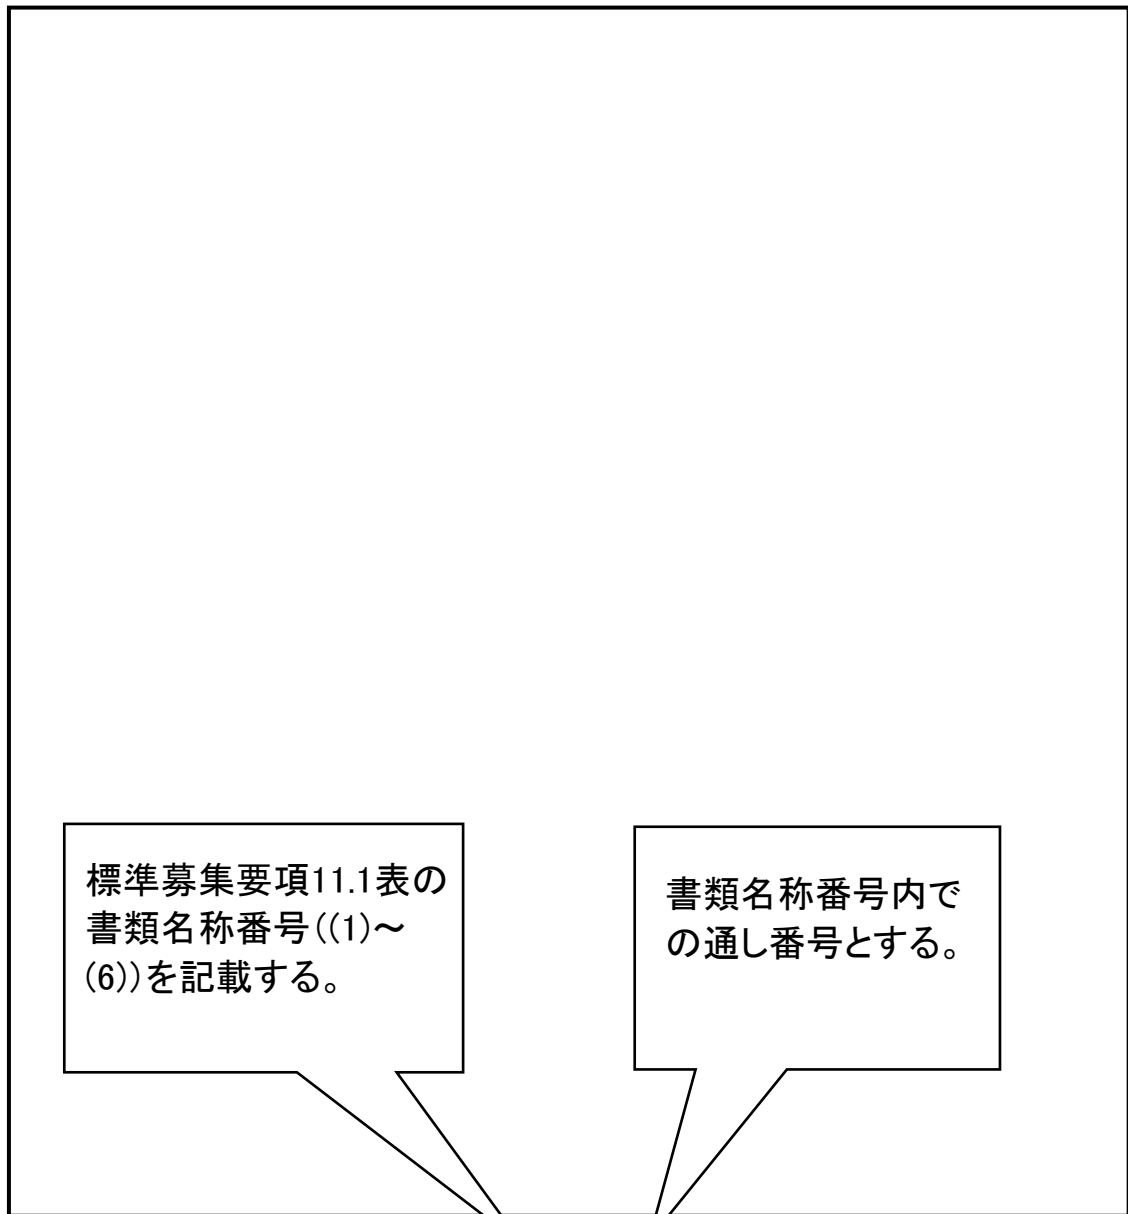 標準募集要項11.1表の
書類名称番号((1)～
(6))を記載する。
書類名称番号内で
の通し番号とする。